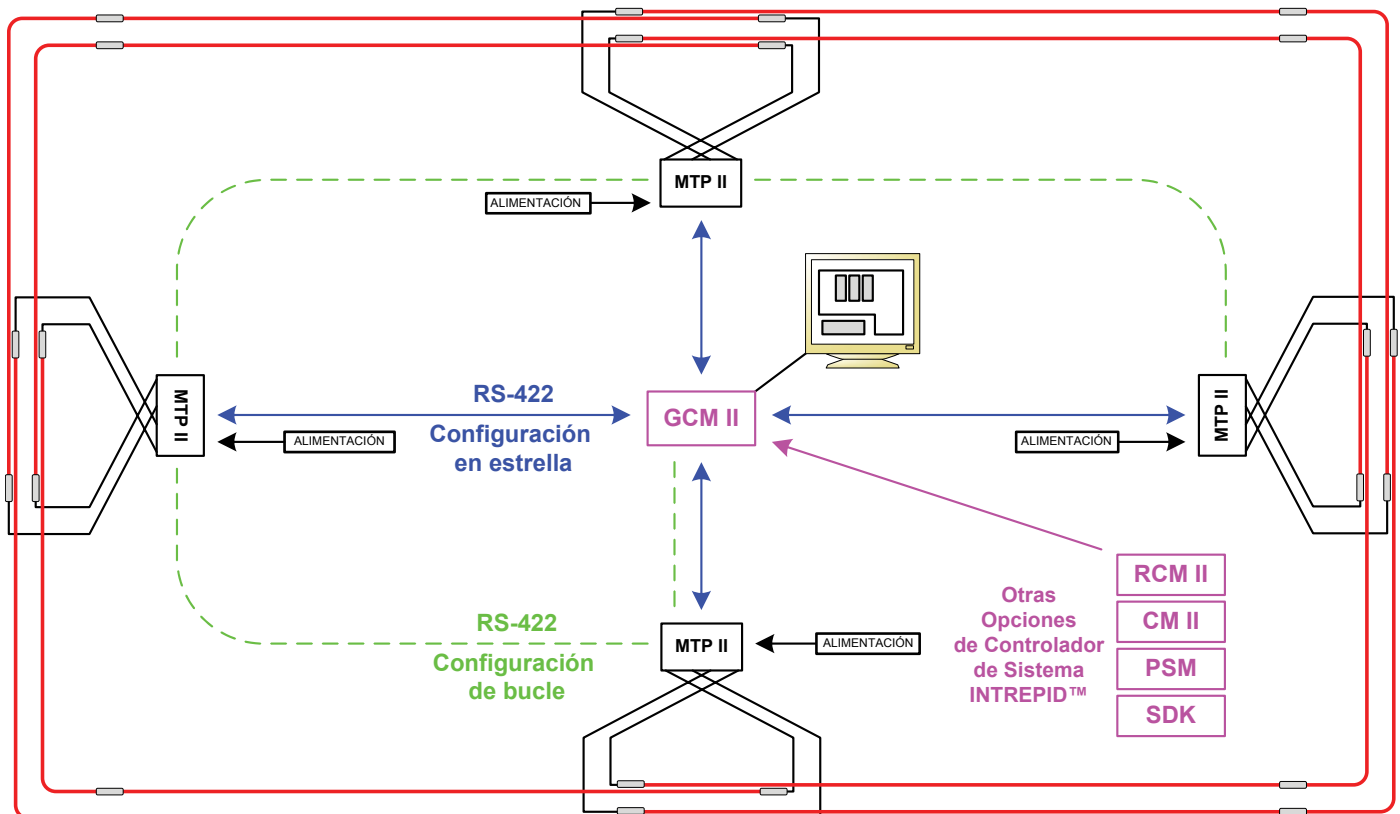 MTP II
ALIMENTACIÓN
MTP II
ALIMENTACIÓN
RS-422
Configuración
en estrella
GCM II
ALIMENTACIÓN
MTP II
RS-422
Configuración
de bucle
MTP II
ALIMENTACIÓN
Otras
Opciones
de Controlador
de Sistema
INTREPID™
RCM II
CM II
PSM
SDK